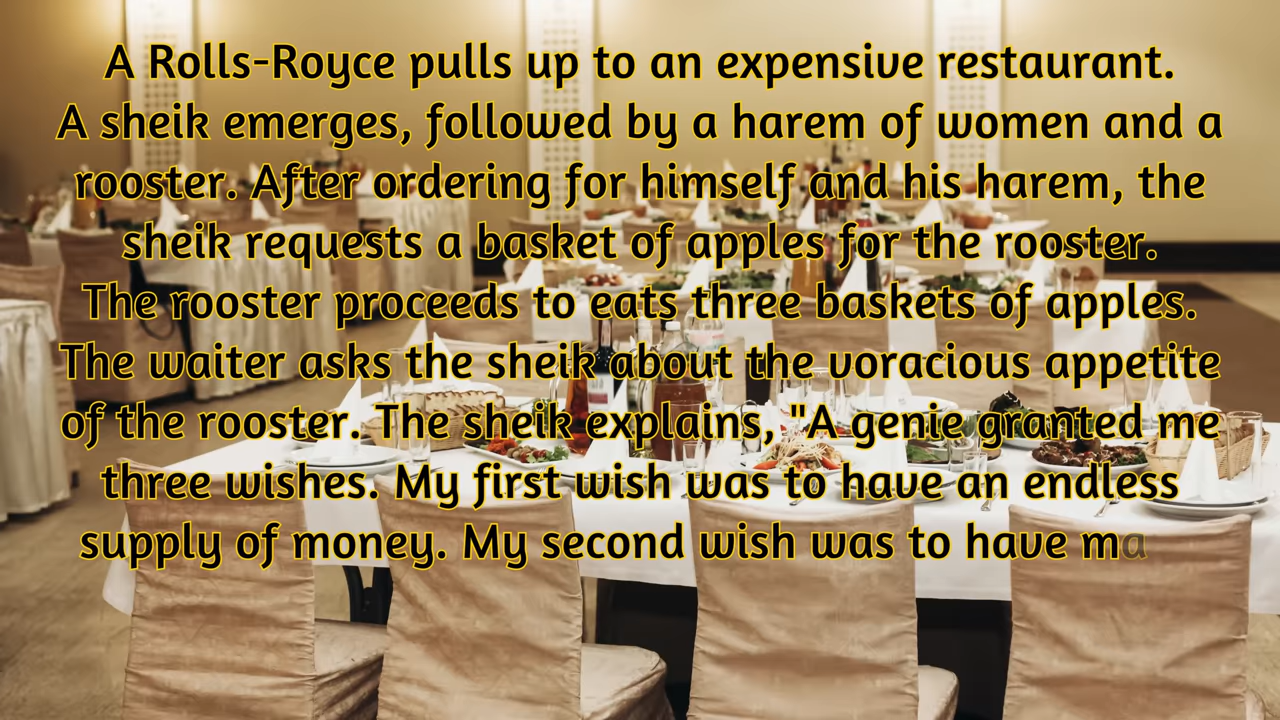 A Rolls-Royce pulls up to an expensive restaurant.
A sheik emerges, followed by a harem of women and a
rooster. After ordering for himself and his harem, the
sheik requests a basket of apples for the rooster.
The rooster proceeds to eats three baskets of apples.
The waiter asks the sheik about the voracious appetite
of the rooster. The sheik explains, "A genie granted me
three wishes. My first wish was to have an endless
supply of money. My second wish was to have ma